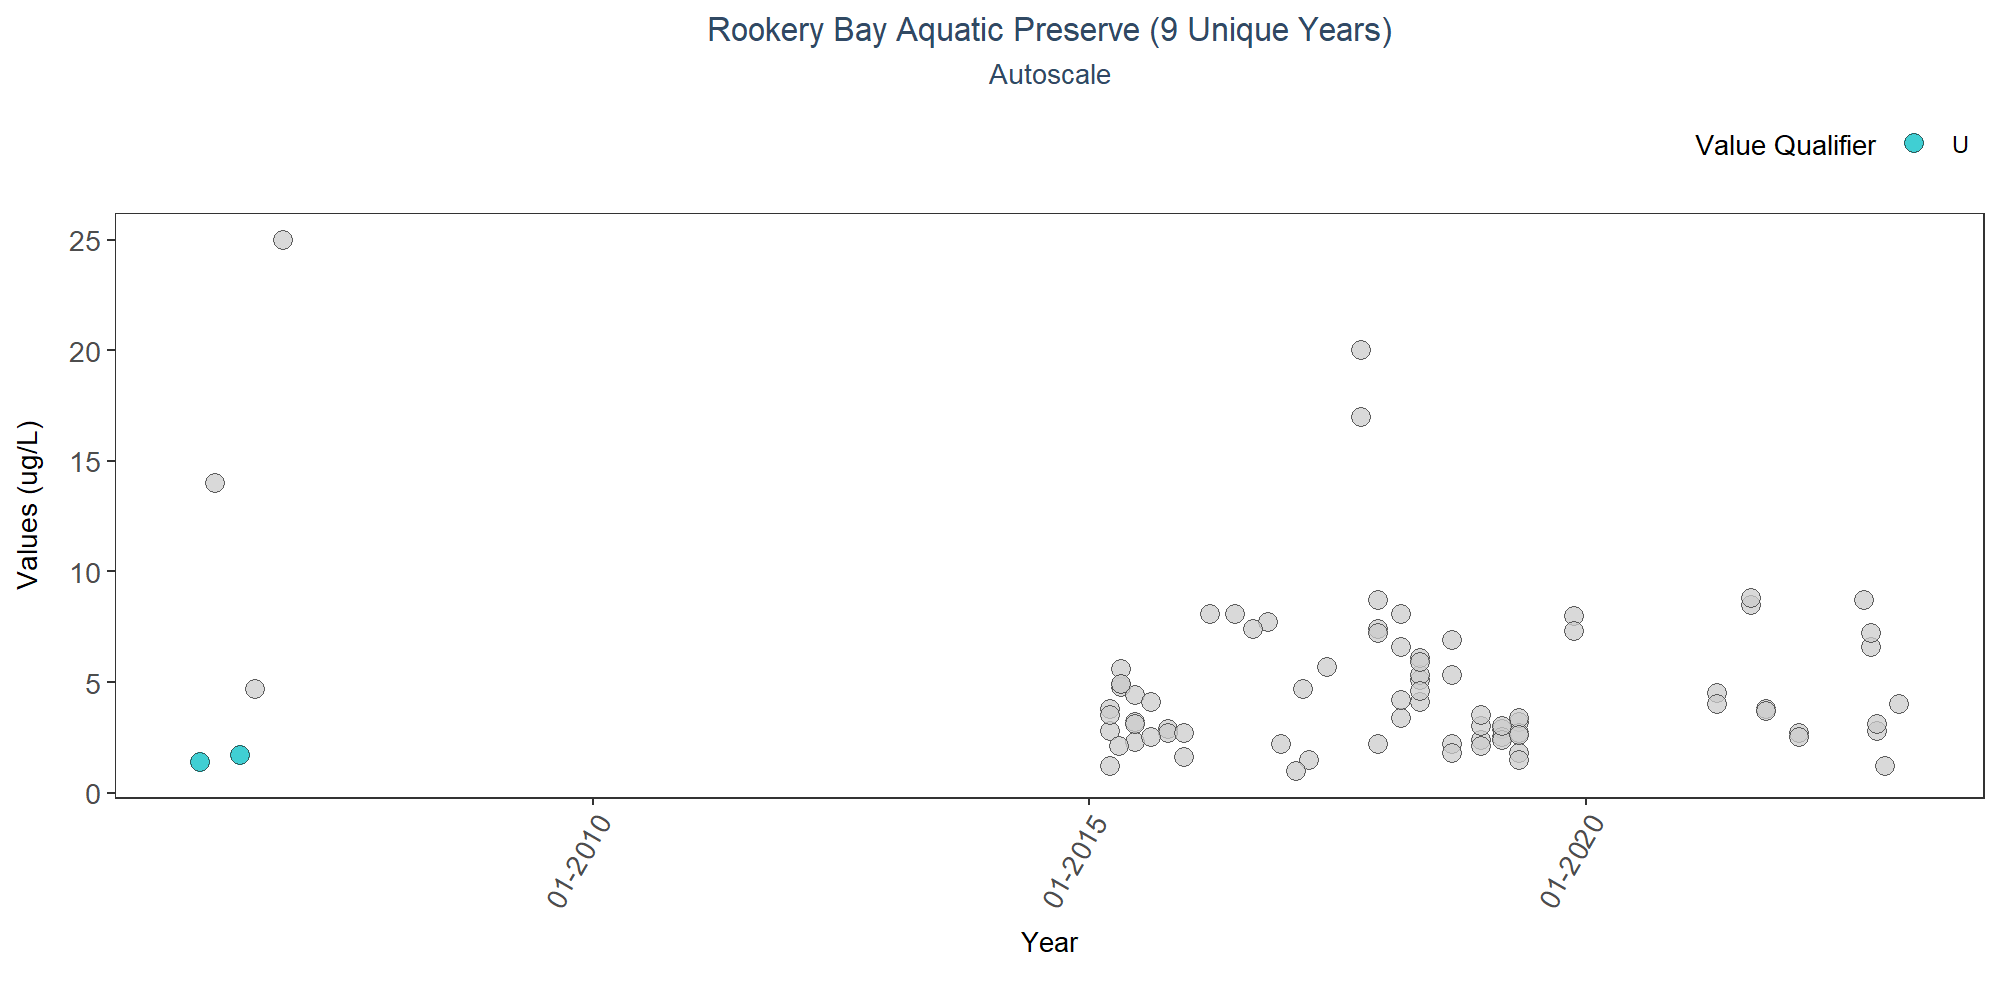 Rookery Bay Aquatic Preserve (9 Unique Years)
Autoscale
Value Qualifier U
25
20
15
10
5
0
Values (ug/L)
01-2010
01-2015
01-2020
Year